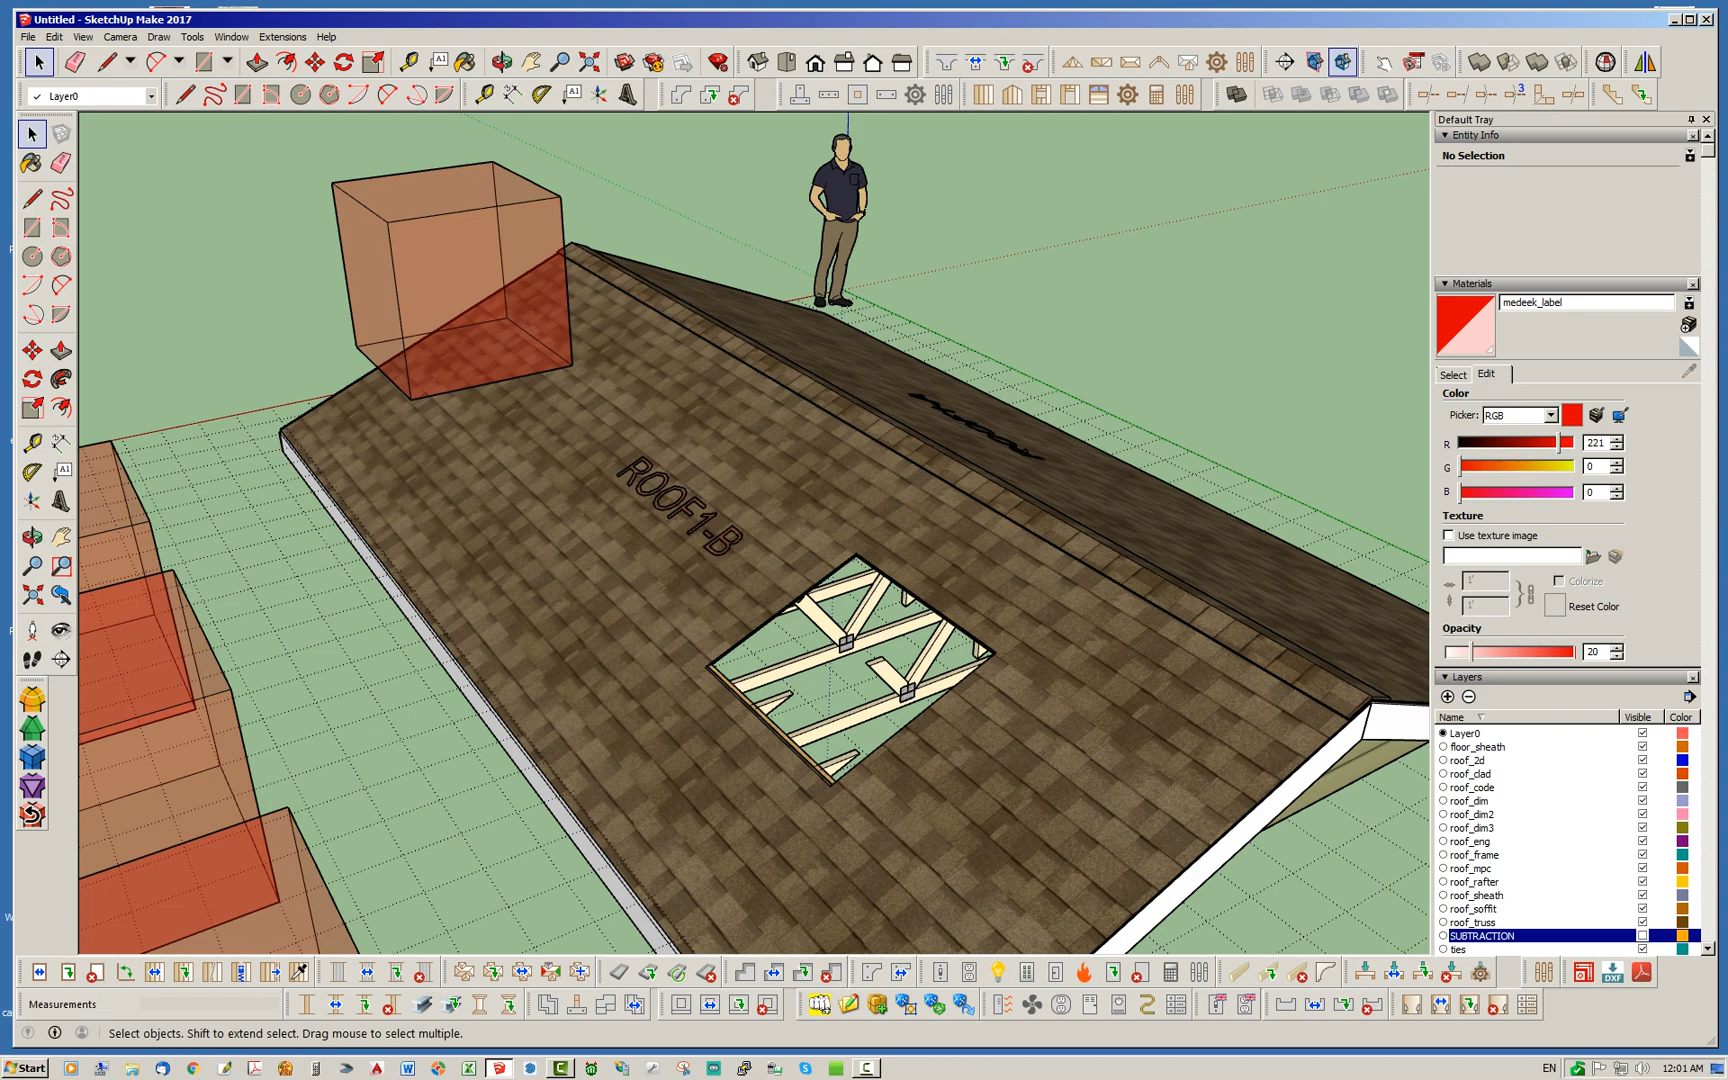 Untitled - SketchUp Make 2017
File Edit View Camera Draw Tools Window Extensions Help
Layer0
3
Default Tray
Entity Info
No Selection
Materials
medeek_label
Select Edit
Color
Picker: RGB
R 221
G 0
B 0
Texture
Use texture image
1'
Colorize
1'
Reset Color
Opacity
20
Layers
Name Visible Color
Layer0
floor_sheath
roof_2d
roof_clad
roof_code
roof_dim
roof_dim2
roof_dim3
roof_eng
roof_frame
roof_mpc
roof_rafter
roof_sheath
roof_soffit
roof_truss
SUBTRACTION
ties
ROOF1-B
DXF
Measurements
Select objects. Shift to extend select. Drag mouse to select multiple.
Start
EN
12:01 AM